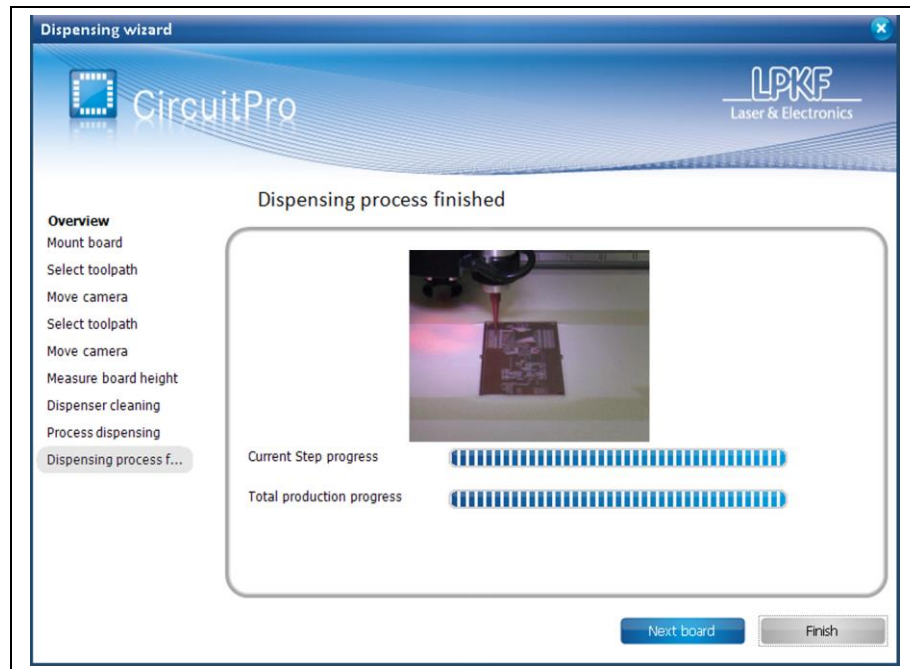 Dispensing wizard
CircuitPro
LPKF
Laser & Electronics
Dispensing process finished
Overview
Mount board
Select toolpath
Move camera
Select toolpath
Move camera
Measure board height
Dispenser cleaning
Process dispensing
Dispensing process f...
Current Step progress
Total production progress
Next board
Finish